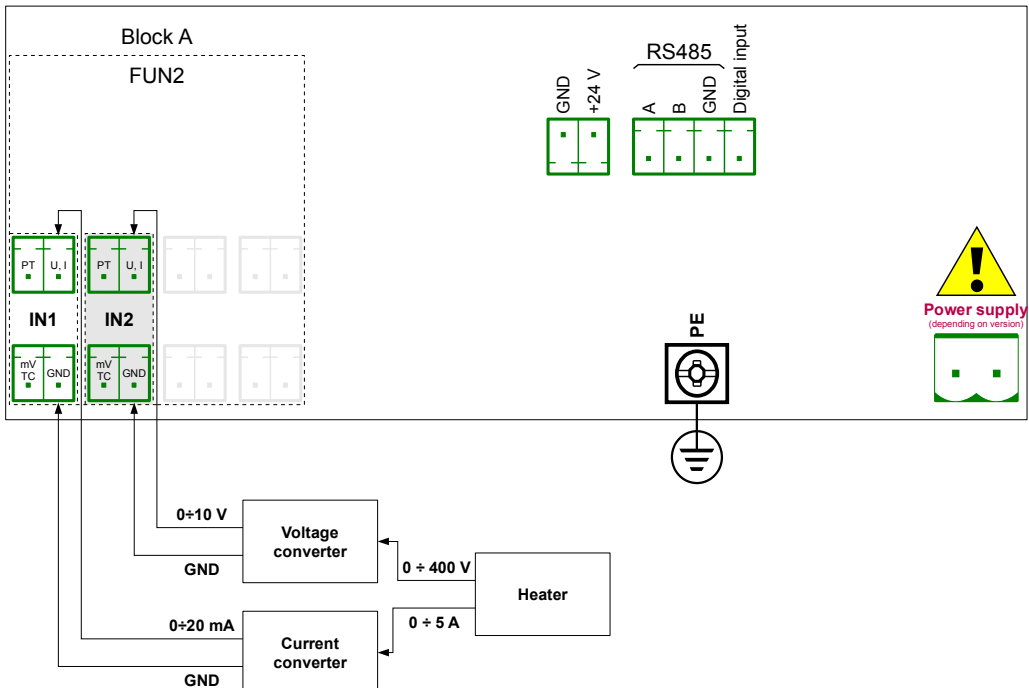 Block A
FUN2
GND
+24 V
RS485
A
B
GND
Digital input
PT
U, I
PT
U, I
IN1
IN2
mV
TC
GND
mV
TC
GND
PE
Power supply
(depending on version)
0÷10 V
GND
Voltage
converter
0 ÷ 400 V
Heater
0 ÷ 5 A
0÷20 mA
GND
Current
converter